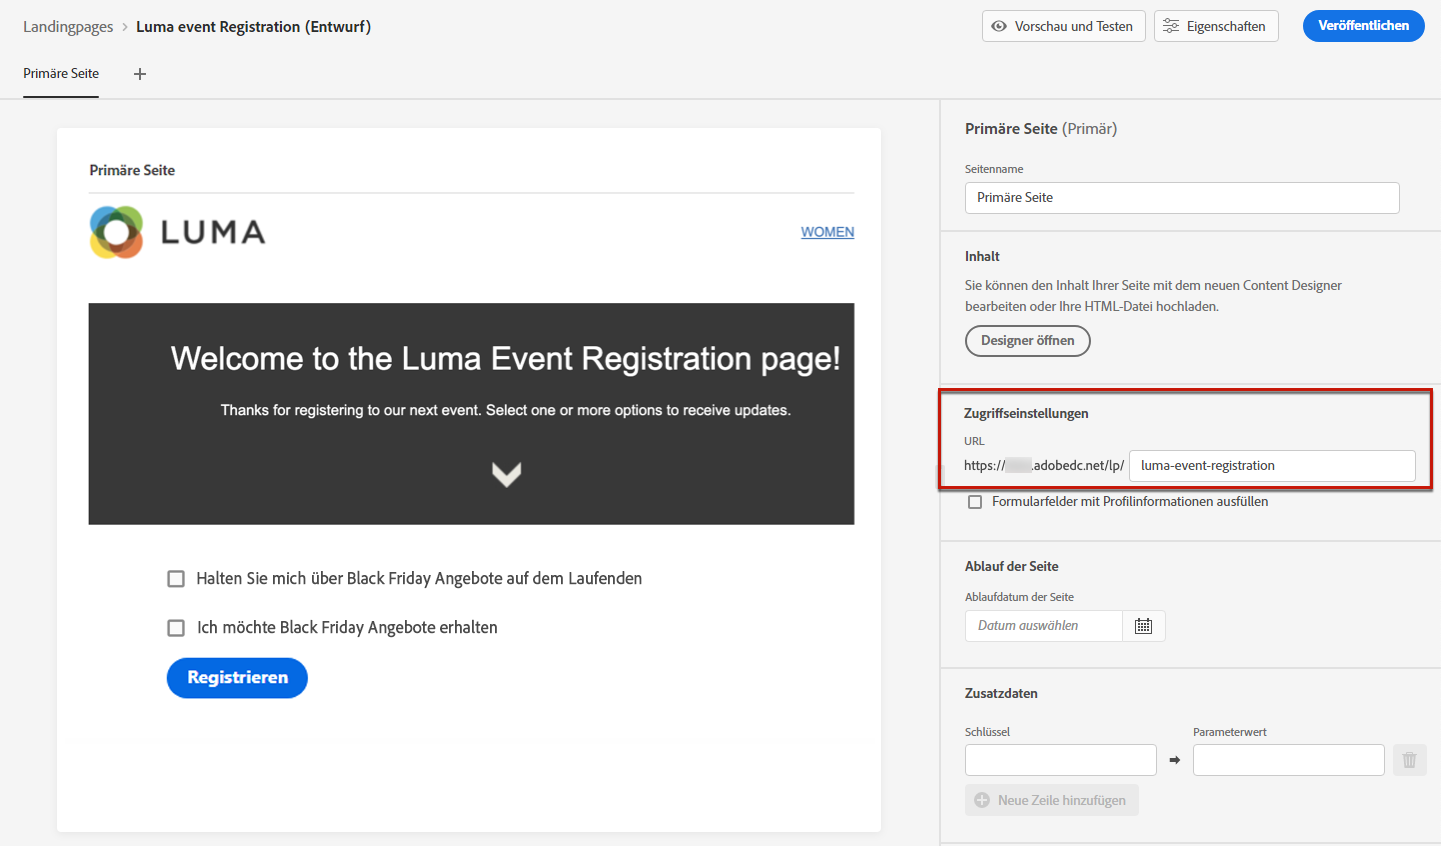 Landingpages › Luma event Registration (Entwurf)
Vorschau und Testen
Eigenschaften
Veröffentlichen
Primäre Seite
Primäre Seite
LUMA
WOMEN
Welcome to the Luma Event Registration page!
Thanks for registering to our next event. Select one or more options to receive updates.
Halten Sie mich über Black Friday Angebote auf dem Laufenden
Ich möchte Black Friday Angebote erhalten
Registrieren
Primäre Seite (Primär)
Seitenname
Primäre Seite
Inhalt
Sie können den Inhalt Ihrer Seite mit dem neuen Content Designer
bearbeiten oder Ihre HTML-Datei hochladen.
Designer öffnen
Zugriffseinstellungen
URL
https:// .adobedc.net/lp/ luma-event-registration
Formularfelder mit Profilinformationen ausfüllen
Ablauf der Seite
Ablaufdatum der Seite
Datum auswählen
Zusatzdaten
Schlüssel
Parameterwert
Neue Zeile hinzufügen